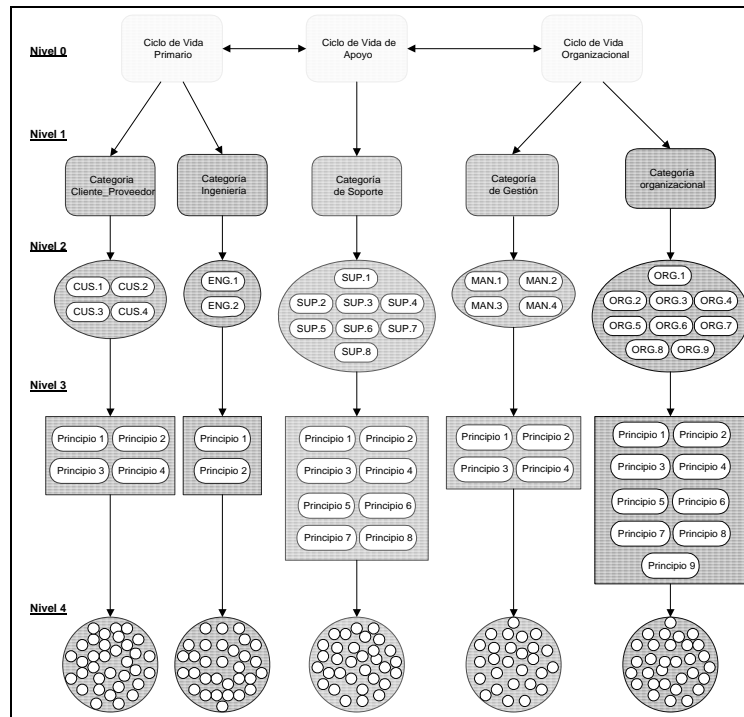 Nivel 0
Ciclo de Vida
Primario
Ciclo de Vida de
Apoyo
Ciclo de Vida
Organizacional
Nivel 1
Categoría
Cliente_Proveedor
Categoría
Ingeniería
Categoría
de Soporte
Categoría
de Gestión
Categoría
organizacional
Nivel 2
CUS.1 CUS.2
CUS.3 CUS.4
ENG.1
ENG.2
SUP.1
SUP.2 SUP.3 SUP.4
SUP.5 SUP.6 SUP.7
SUP.8
MAN.1 MAN.2
MAN.3 MAN.4
ORG.1
ORG.2 ORG.3 ORG.4
ORG.5 ORG.6 ORG.7
ORG.8 ORG.9
Nivel 3
Principio 1 Principio 2
Principio 3 Principio 4
Principio 1
Principio 2
Principio 1 Principio 2
Principio 3 Principio 4
Principio 5 Principio 6
Principio 7 Principio 8
Principio 1 Principio 2
Principio 3 Principio 4
Principio 1 Principio 2
Principio 3 Principio 4
Principio 5 Principio 6
Principio 7 Principio 8
Principio 9
Nivel 4